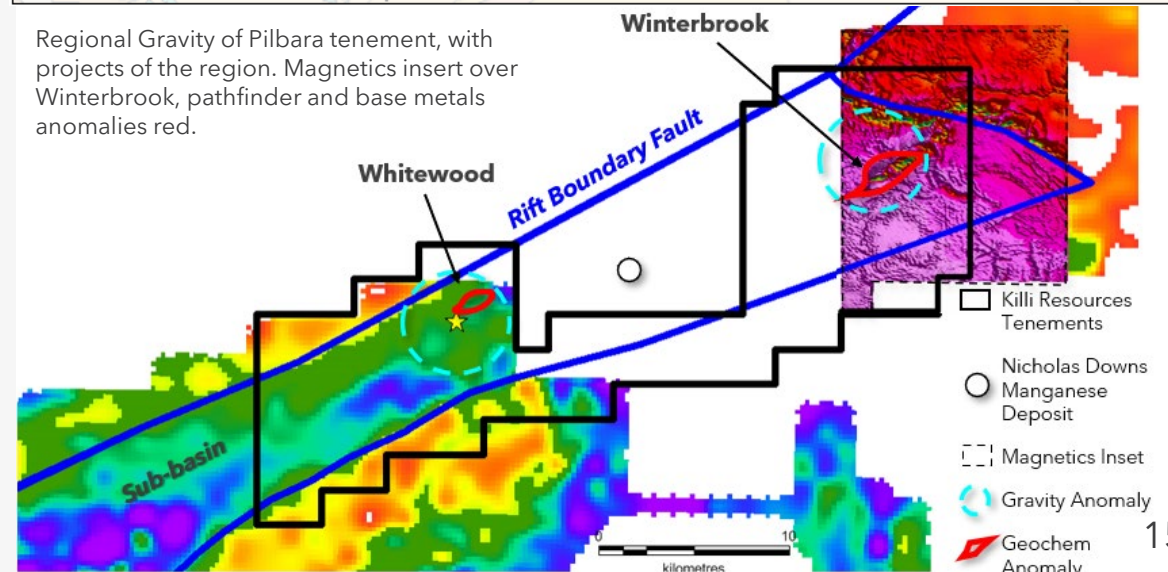 Regional Gravity of Pilbara tenement, with
projects of the region. Magnetics insert over
Winterbrook, pathfinder and base metals
anomalies red.
Winterbrook
Whitewood
Rift Boundary Fault
Sub-basin
Killi Resources
Tenements
Nicholas Downs
Manganese
Deposit
Magnetics Inset
Gravity Anomaly
Geochem
Anomaly
0 10
kilometres
15